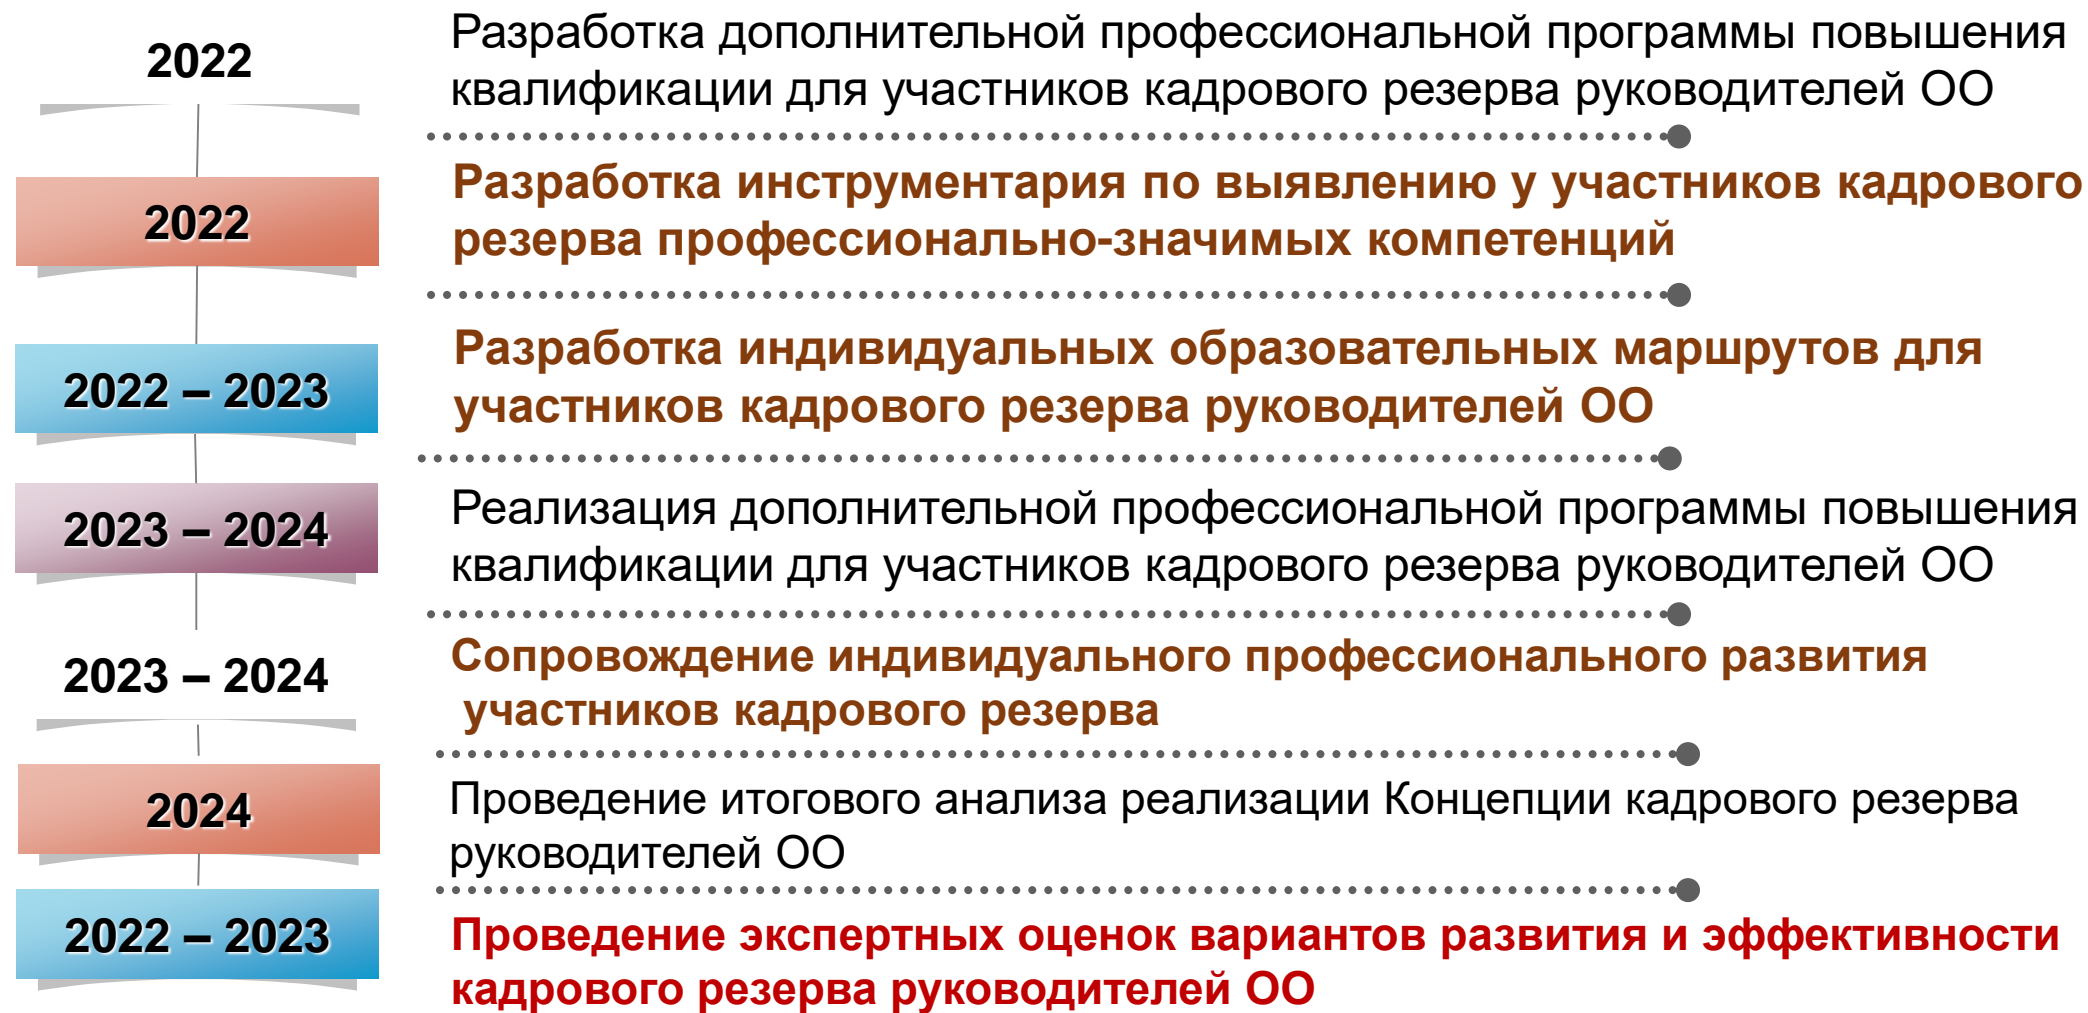 2022
Разработка дополнительной профессиональной программы повышения
квалификации для участников кадрового резерва руководителей ОО
2022
Разработка инструментария по выявлению у участников кадрового
резерва профессионально-значимых компетенций
2022 – 2023
Разработка индивидуальных образовательных маршрутов для
участников кадрового резерва руководителей ОО
2023 – 2024
Реализация дополнительной профессиональной программы повышения
квалификации для участников кадрового резерва руководителей ОО
2023 – 2024
Сопровождение индивидуального профессионального развития
участников кадрового резерва
2024
Проведение итогового анализа реализации Концепции кадрового резерва
руководителей ОО
2022 – 2023
Проведение экспертных оценок вариантов развития и эффективности
кадрового резерва руководителей ОО